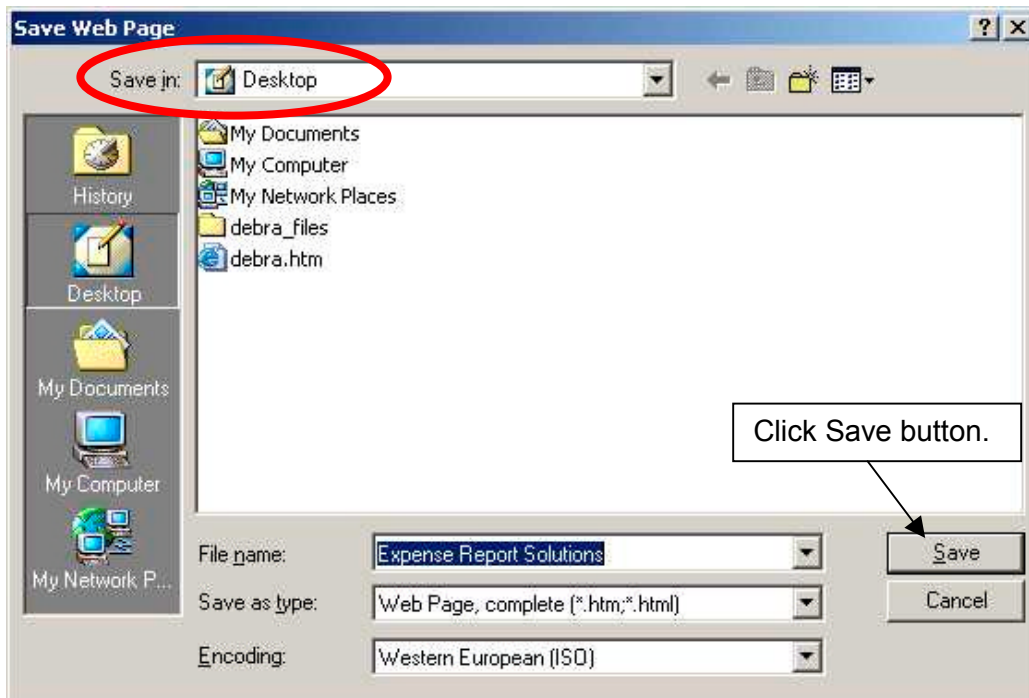 Save Web Page
Save in: Desktop
My Documents
My Computer
My Network Places
debra_files
debra.htm
History
Desktop
My Documents
My Computer
My Network P...
Click Save button.
File name: Expense Report Solutions
Save
Save as type: Web Page, complete (*.htm;*.html)
Cancel
Encoding: Western European (ISO)